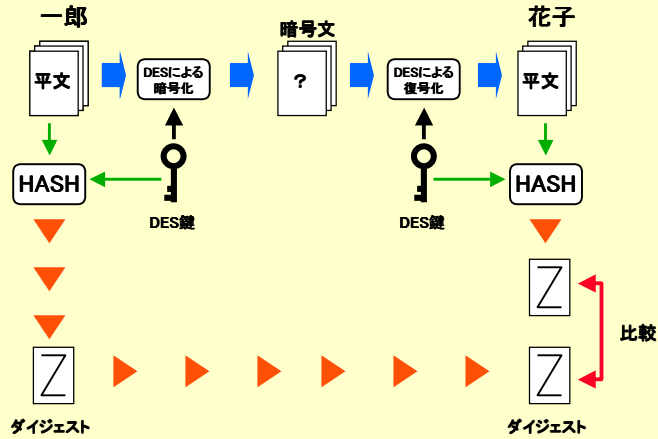 一郎
花子
暗号文
平文
DESによる
暗号化
?
DESによる
復号化
平文
HASH
HASH
DES鍵
DES鍵
比較
ダイジェスト
ダイジェスト